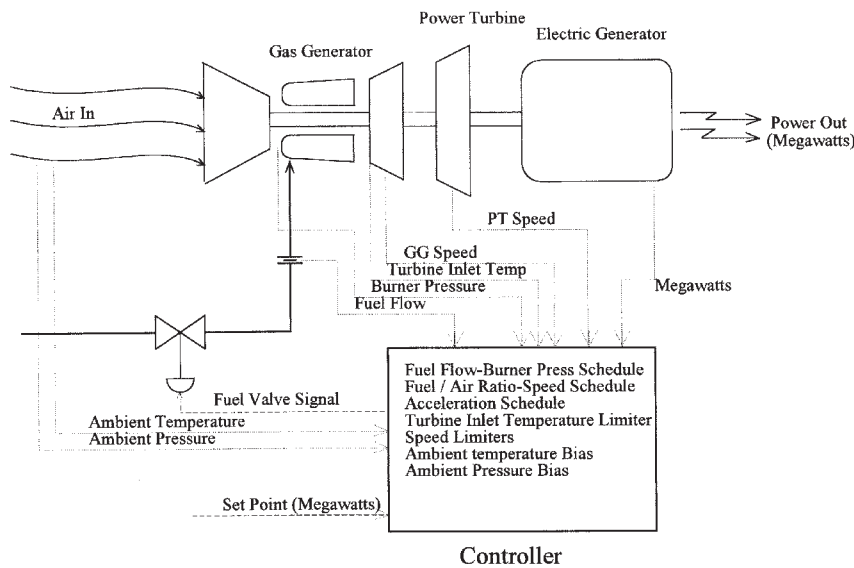 Power Turbine
Electric Generator
Gas Generator
Air In
Power Out
(Megawatts)
PT Speed
GG Speed
Turbine Inlet Temp
Burner Pressure
Megawatts
Fuel Flow
Fuel Flow-Burner Press Schedule
Fuel / Air Ratio-Speed Schedule
Fuel Valve Signal
Acceleration Schedule
Turbine Inlet Temperature Limiter
Ambient Temperature
Speed Limiters
Ambient Pressure
Ambient temperature Bias
Ambient Pressure Bias
Set Point (Megawatts)
Controller